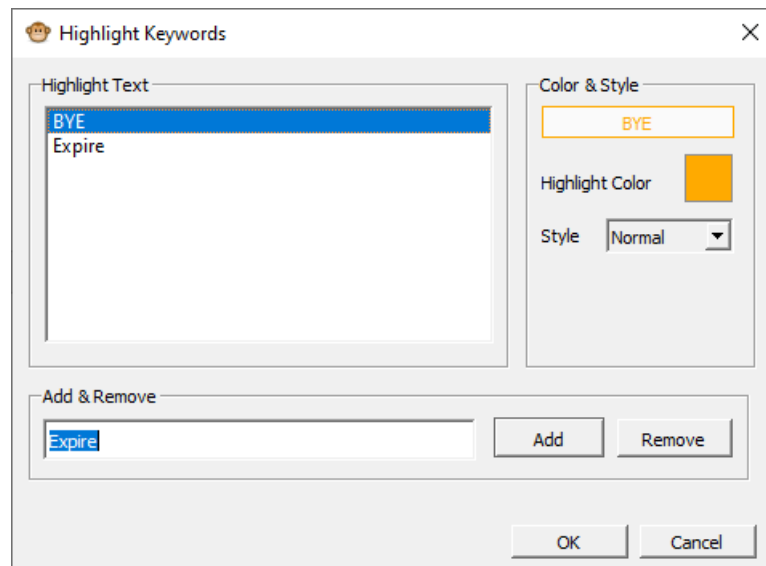 Highlight Keywords
Highlight Text
BYE
Expire
Color & Style
BYE
Highlight Color
Style Normal
Add & Remove
Expire Add Remove
OK Cancel